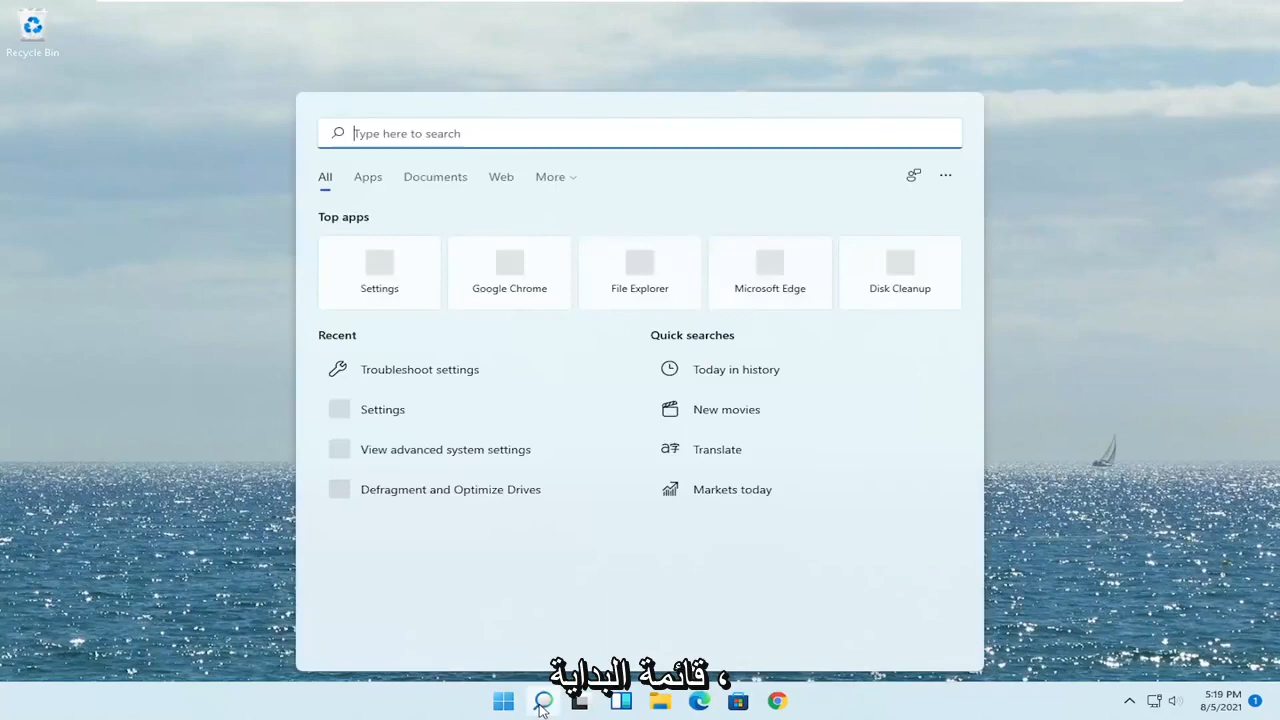 Recycle Bin
Type here to search
All Apps Documents Web More
Top apps
Settings Google Chrome File Explorer Microsoft Edge Disk Cleanup
Recent
Troubleshoot settings
Settings
View advanced system settings
Defragment and Optimize Drives
Quick searches
Today in history
New movies
Translate
Markets today
، قائمة البداية
5:19 PM
8/5/2021
1